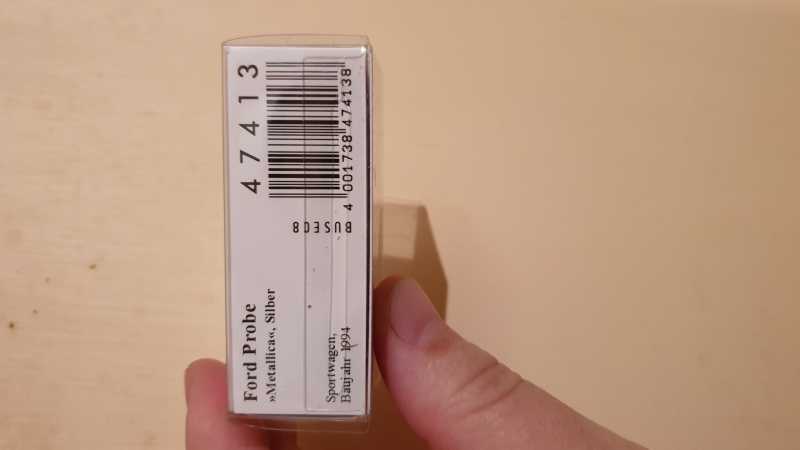 47413
4 001738 474138
BUSE08
Ford Probe
»Metallica«, Silber
Sportwagen,
Baujahr 1994